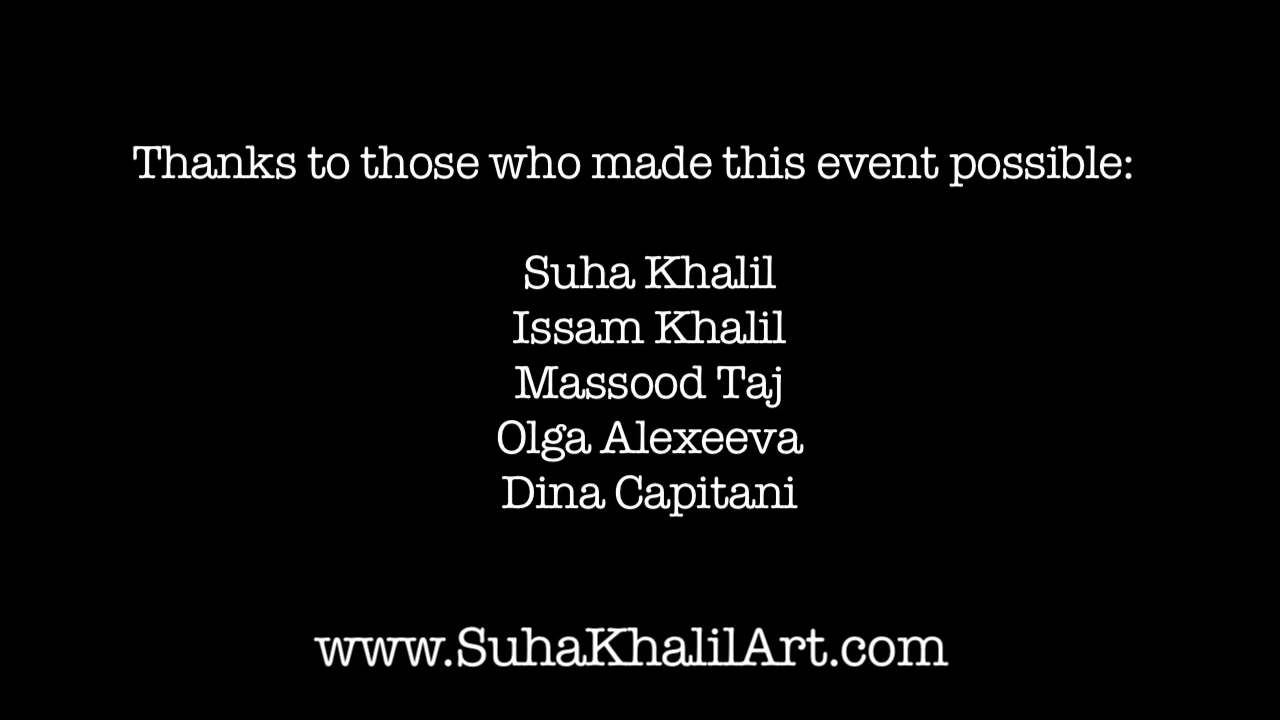 Thanks to those who made this event possible:
Suha Khalil
Issam Khalil
Massood Taj
Olga Alexeeva
Dina Capitani
www.SuhaKhalilArt.com